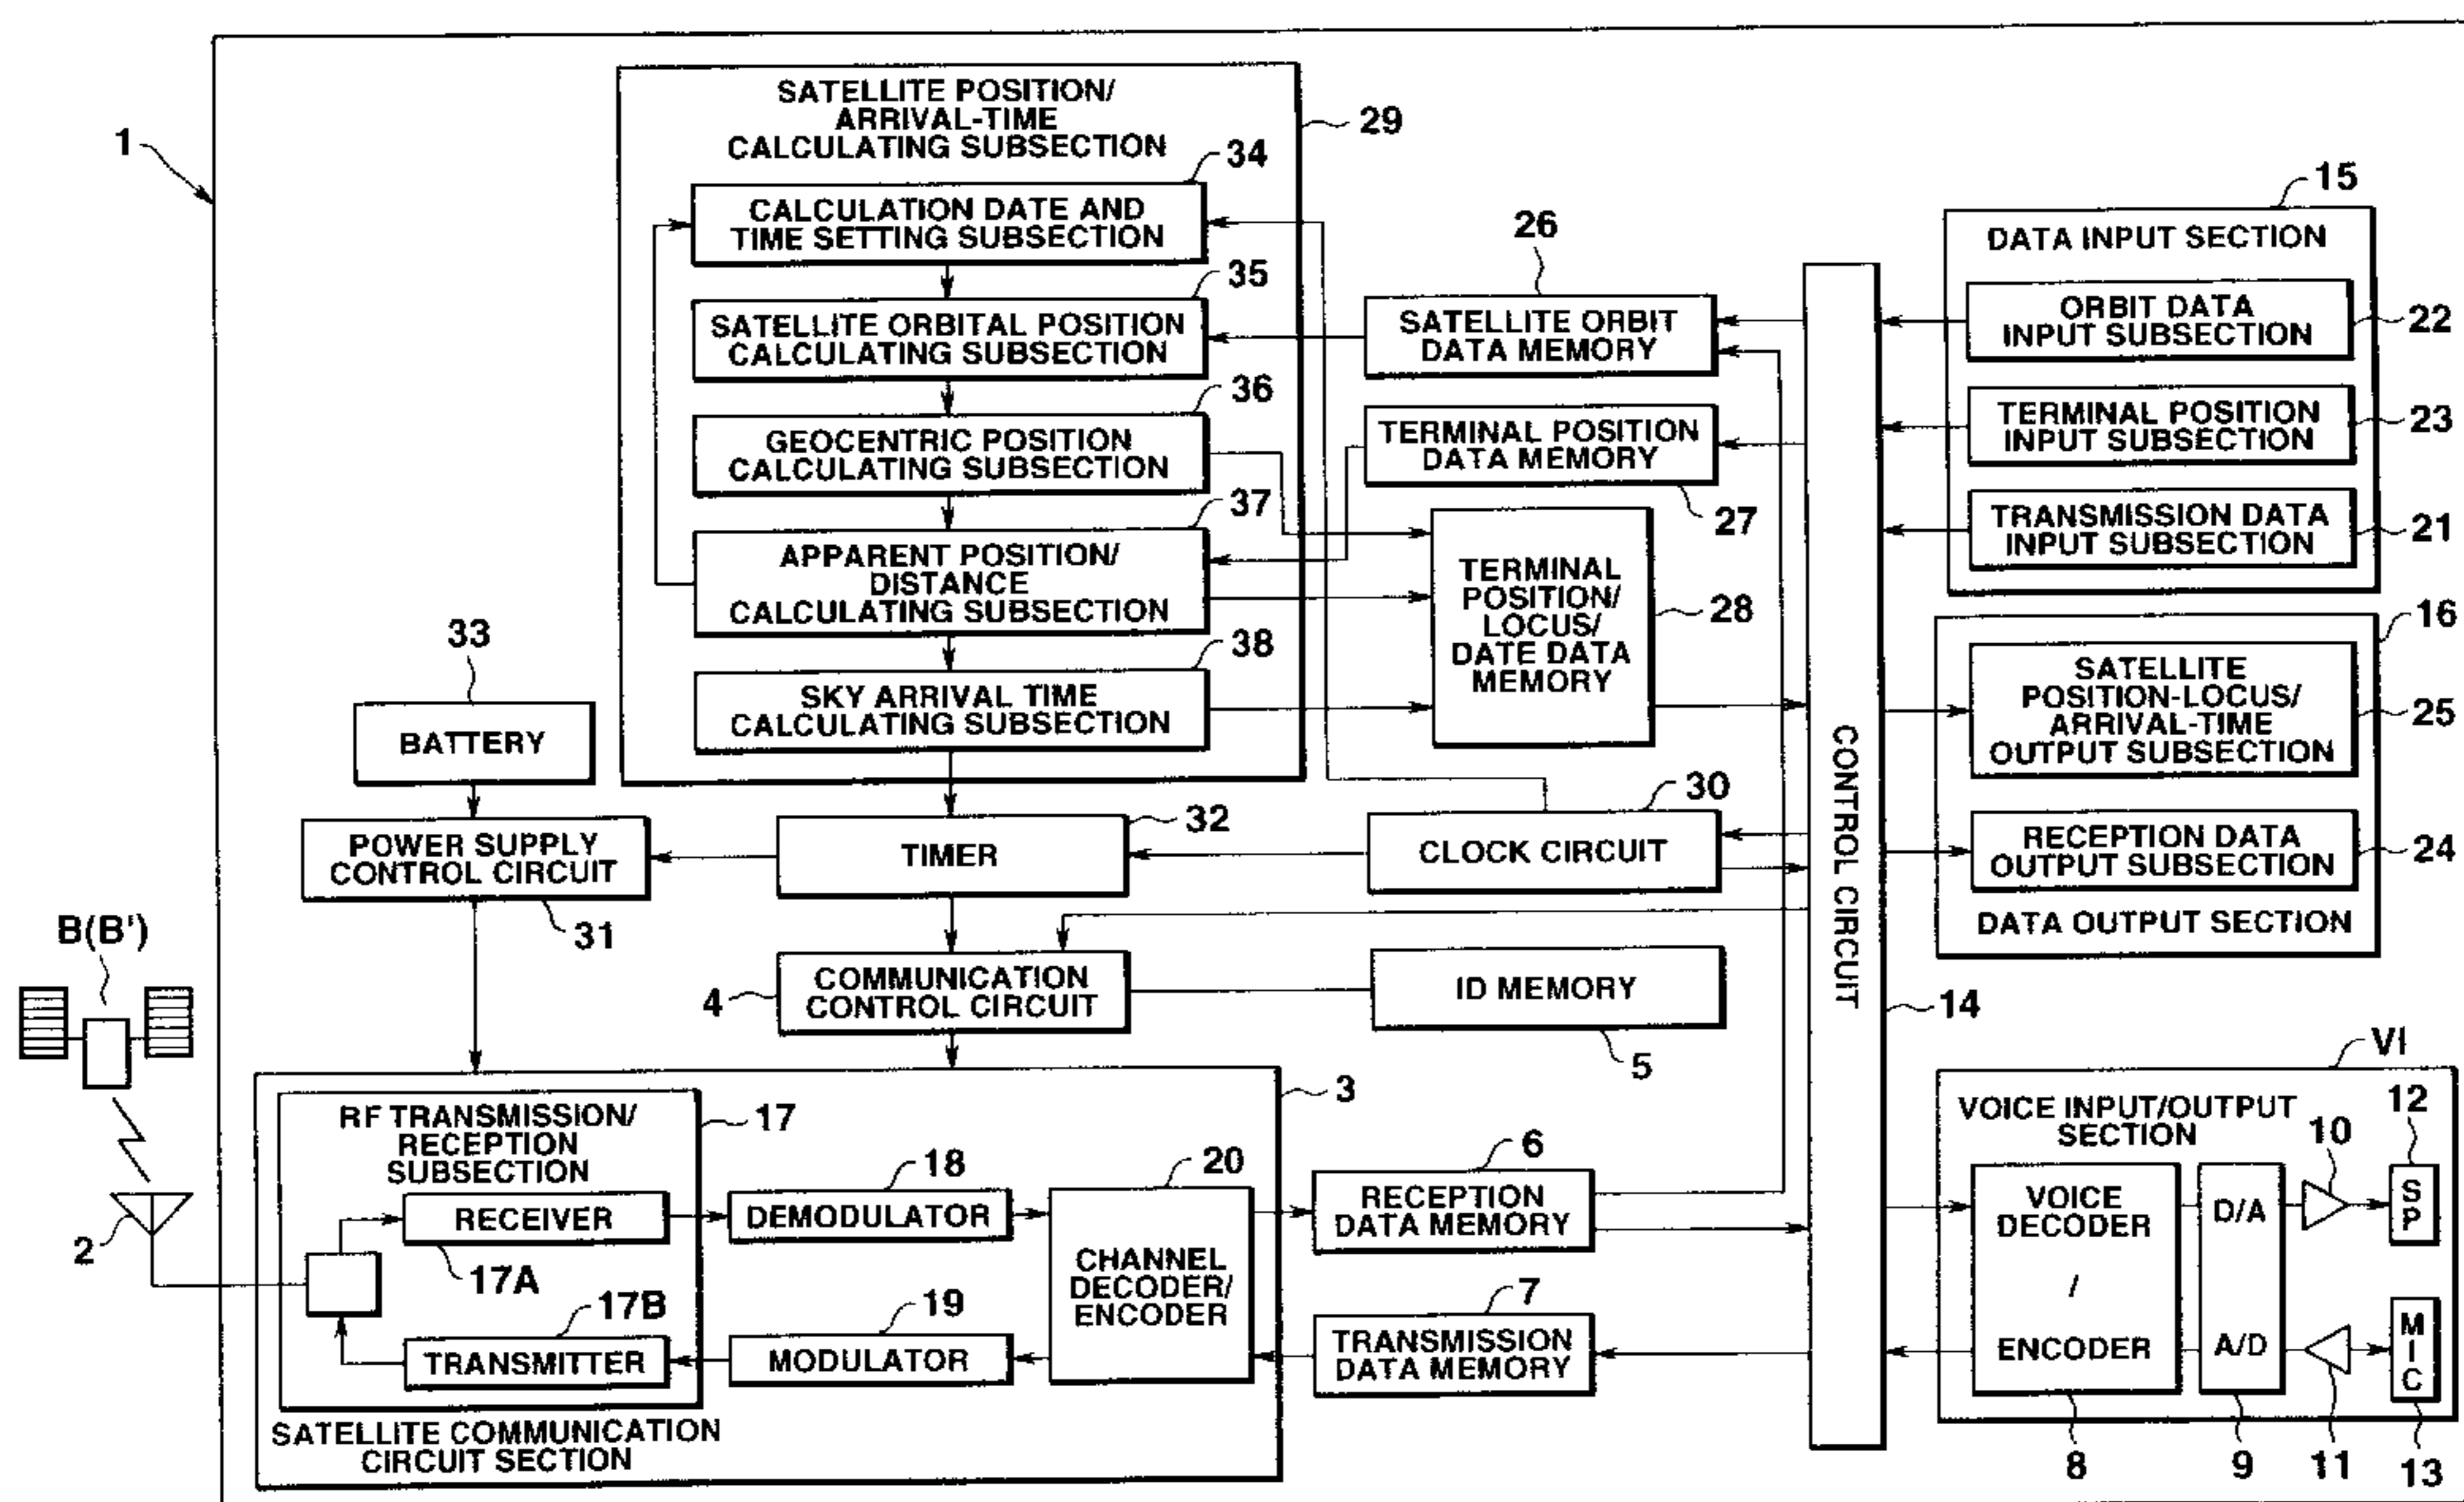 1
SATELLITE POSITION/
ARRIVAL-TIME
CALCULATING SUBSECTION
29
34
CALCULATION DATE AND
TIME SETTING SUBSECTION
35
SATELLITE ORBITAL POSITION
CALCULATING SUBSECTION
36
GEOCENTRIC POSITION
CALCULATING SUBSECTION
37
APPARENT POSITION/
DISTANCE
CALCULATING SUBSECTION
38
SKY ARRIVAL TIME
CALCULATING SUBSECTION
26
SATELLITE ORBIT
DATA MEMORY
TERMINAL POSITION
DATA MEMORY
27
TERMINAL
POSITION/
LOCUS/
DATE DATA
MEMORY
28
15
DATA INPUT SECTION
ORBIT DATA
INPUT SUBSECTION
22
TERMINAL POSITION
INPUT SUBSECTION
23
TRANSMISSION DATA
INPUT SUBSECTION
21
16
SATELLITE
POSITION-LOCUS/
ARRIVAL-TIME
OUTPUT SUBSECTION
25
RECEPTION DATA
OUTPUT SUBSECTION
24
DATA OUTPUT SECTION
CONTROL CIRCUIT
14
33
BATTERY
POWER SUPPLY
CONTROL CIRCUIT
31
32
TIMER
30
CLOCK CIRCUIT
4
COMMUNICATION
CONTROL CIRCUIT
ID MEMORY
5
B(B')
2
3
RF TRANSMISSION/
RECEPTION
SUBSECTION
17
RECEIVER
17A
17B
TRANSMITTER
18
DEMODULATOR
19
MODULATOR
20
CHANNEL
DECODER/
ENCODER
SATELLITE COMMUNICATION
CIRCUIT SECTION
6
RECEPTION
DATA MEMORY
7
TRANSMISSION
DATA MEMORY
VI
VOICE INPUT/OUTPUT
SECTION
VOICE
DECODER
/
ENCODER
8
D/A
A/D
9
10
11
12
SP
MIC
13